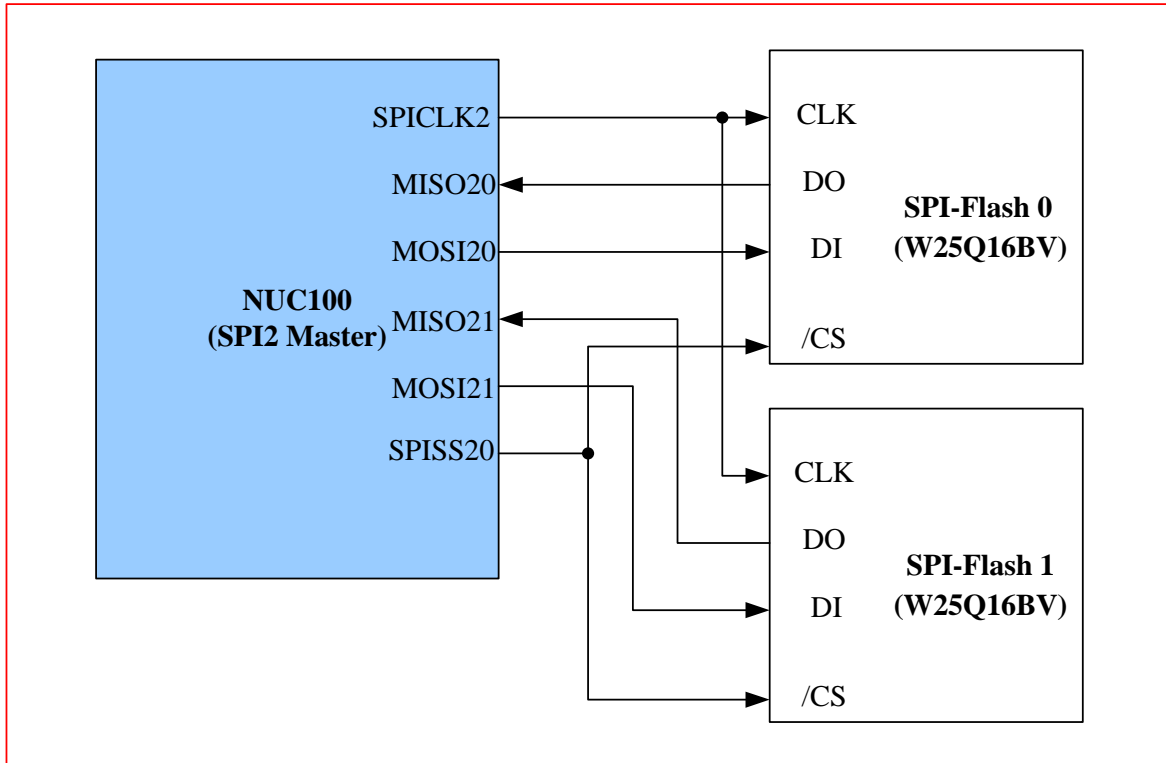 SPICLK2
MISO20
MOSI20
NUC100
(SPI2 Master)
MISO21
MOSI21
SPISS20
CLK
DO
SPI-Flash 0
(W25Q16BV)
DI
/CS
CLK
DO
SPI-Flash 1
(W25Q16BV)
DI
/CS